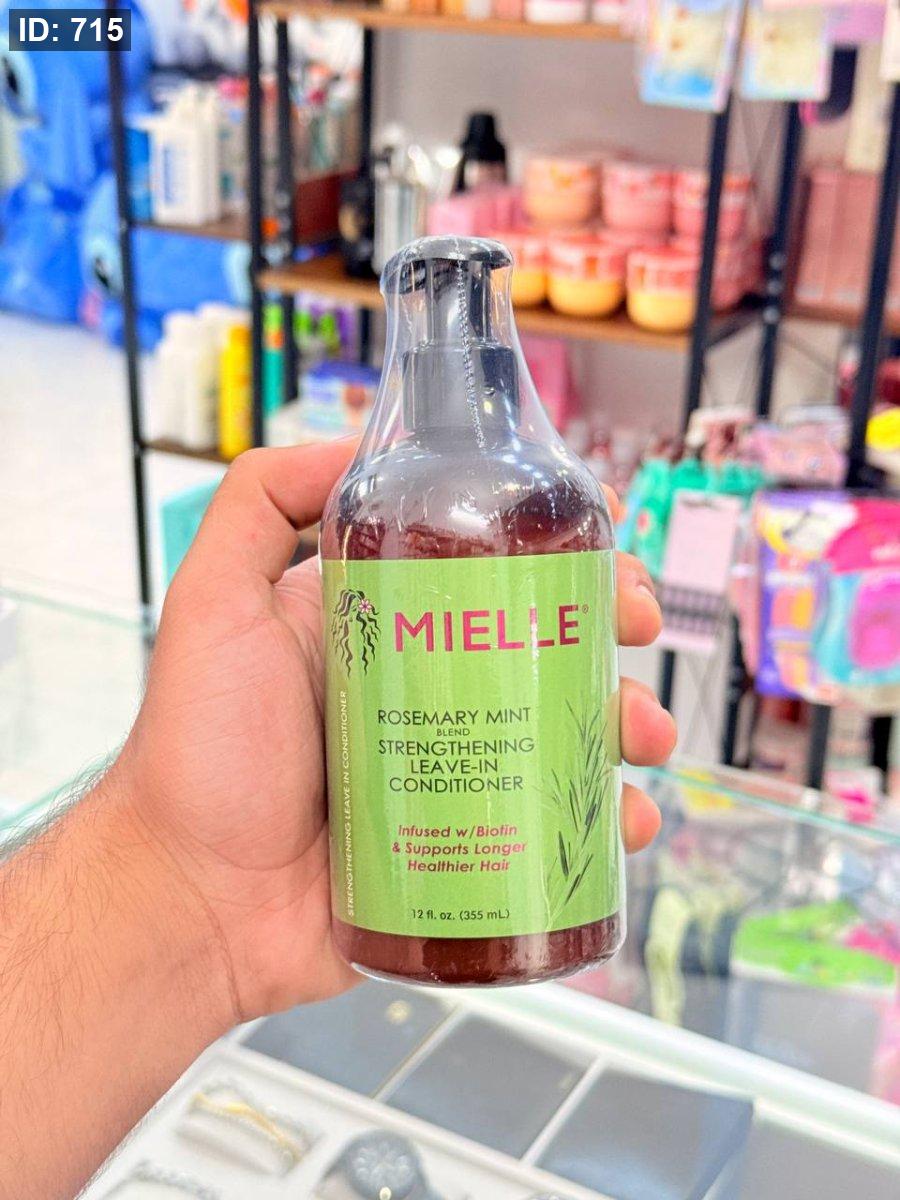 ID: 715
MIELLE®
ROSEMARY MINT
BLEND
STRENGTHENING
LEAVE-IN
CONDITIONER
Infused w/Biotin
& Supports Longer
Healthier Hair
12 fl. oz. (355 mL)
STRENGTHENING LEAVE IN CONDITIONER